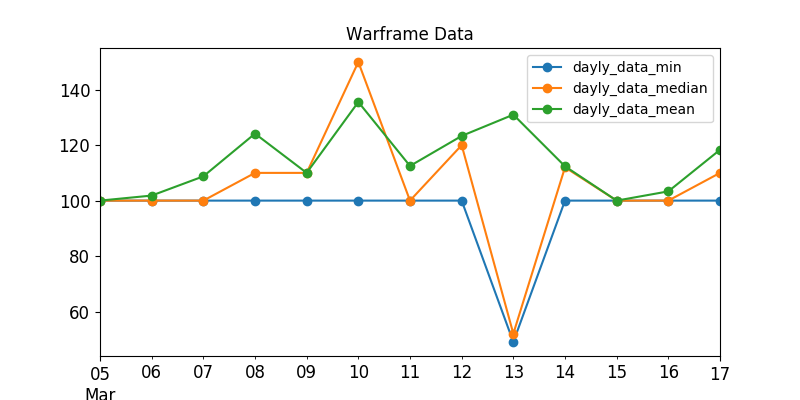 Warframe Data
dayly_data_min
dayly_data_median
dayly_data_mean
140
120
100
80
60
05 06 07 08 09 10 11 12 13 14 15 16 17
Mar